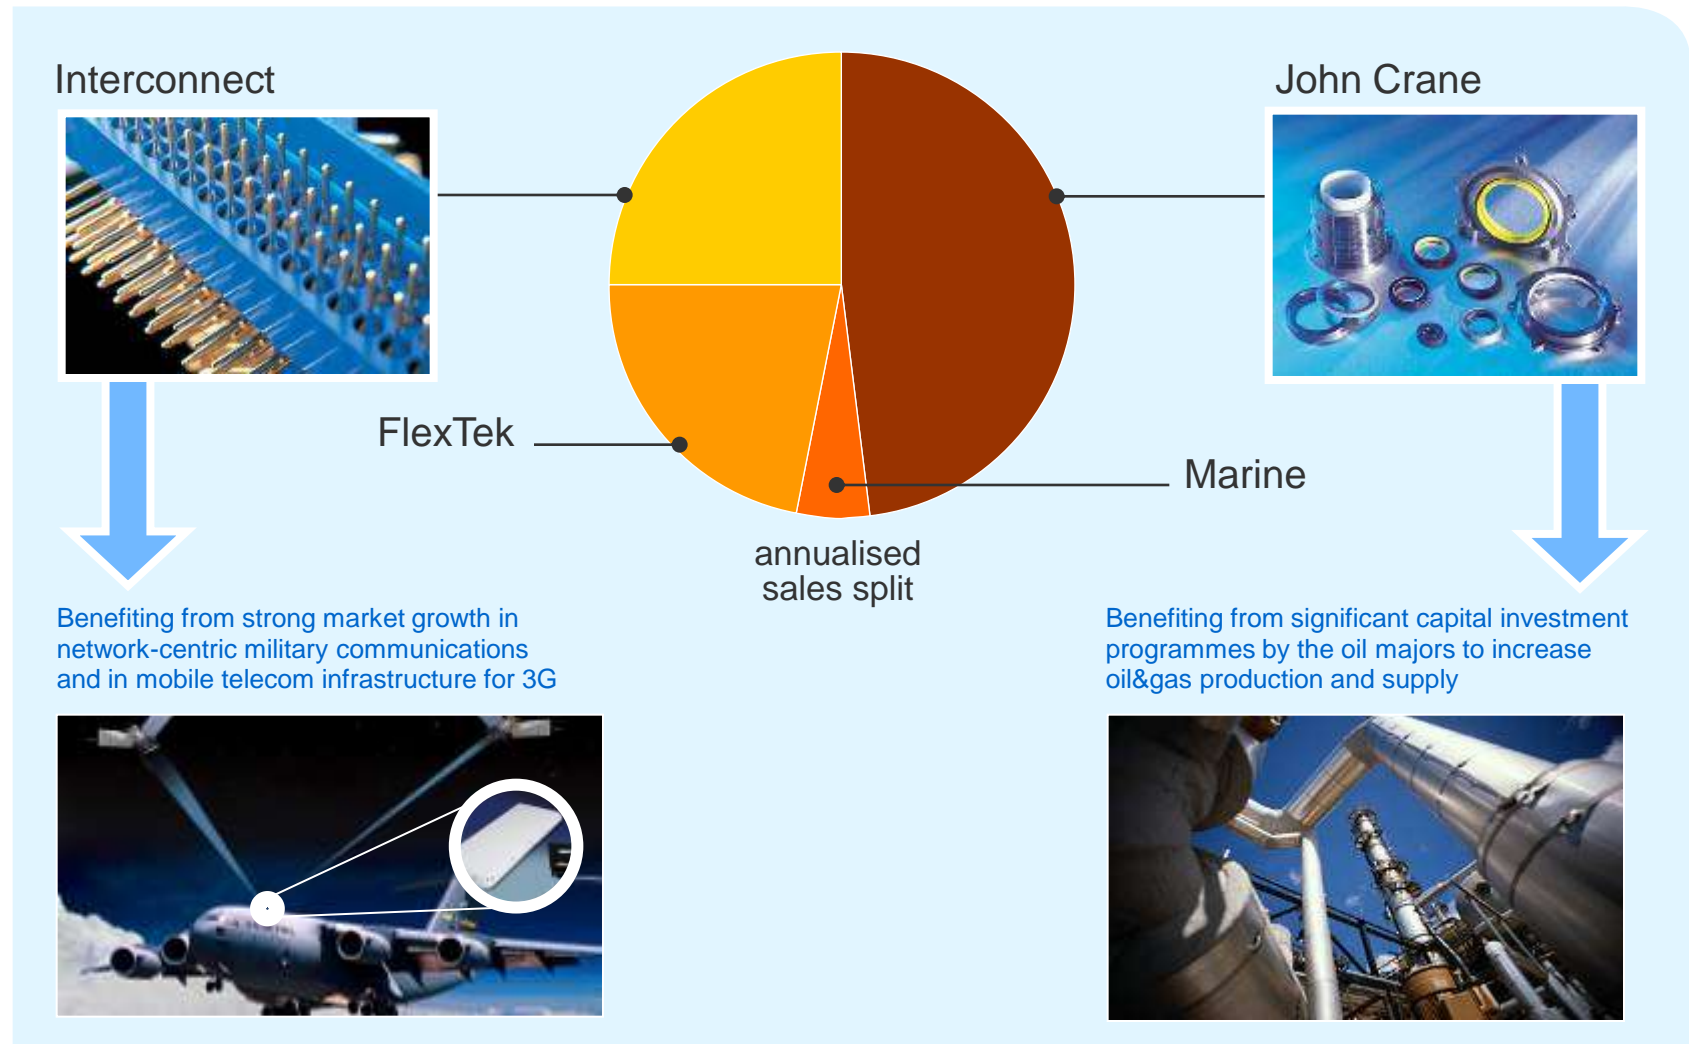 Interconnect
John Crane
FlexTek
Marine
annualised
sales split
Benefiting from strong market growth in
network-centric military communications
and in mobile telecom infrastructure for 3G
Benefiting from significant capital investment
programmes by the oil majors to increase
oil&gas production and supply